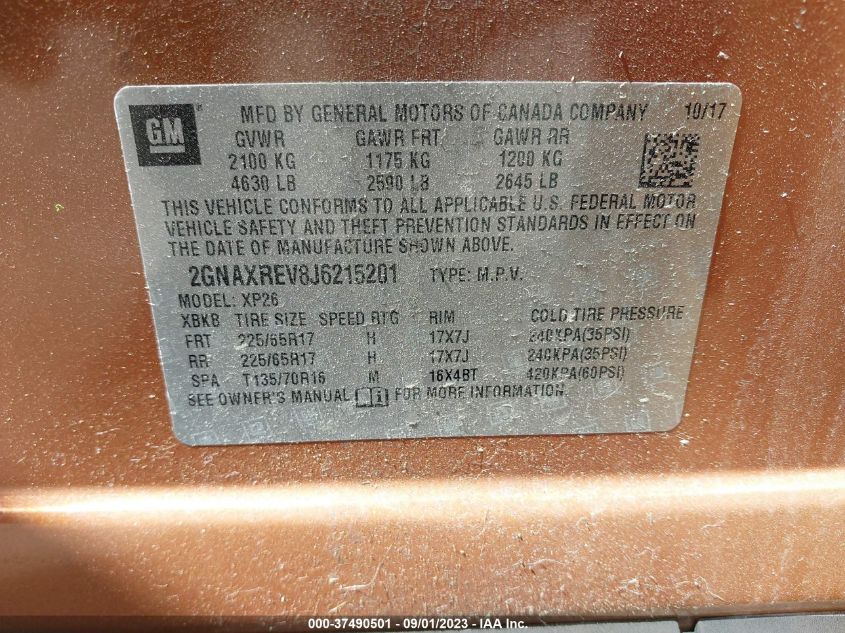 GM ® MFD BY GENERAL MOTORS OF CANADA COMPANY 10/17
GVWR GAWR FRT GAWR RR
2100 KG 1175 KG 1200 KG
4630 LB 2590 LB 2645 LB
THIS VEHICLE CONFORMS TO ALL APPLICABLE U.S. FEDERAL MOTOR
VEHICLE SAFETY AND THEFT PREVENTION STANDARDS IN EFFECT ON
THE DATE OF MANUFACTURE SHOWN ABOVE.
2GNAXREV8J6215201 TYPE: M.P.V.
MODEL: XP26
XBKB TIRE SIZE SPEED RTG RIM COLD TIRE PRESSURE
FRT 225/65R17 H 17X7J 240KPA(35PSI)
RR 225/65R17 H 17X7J 240KPA(35PSI)
SPA T135/70R16 M 16X4BT 420KPA(60PSI)
SEE OWNER'S MANUAL FOR MORE INFORMATION.
000-37490501 - 09/01/2023 - IAA Inc.